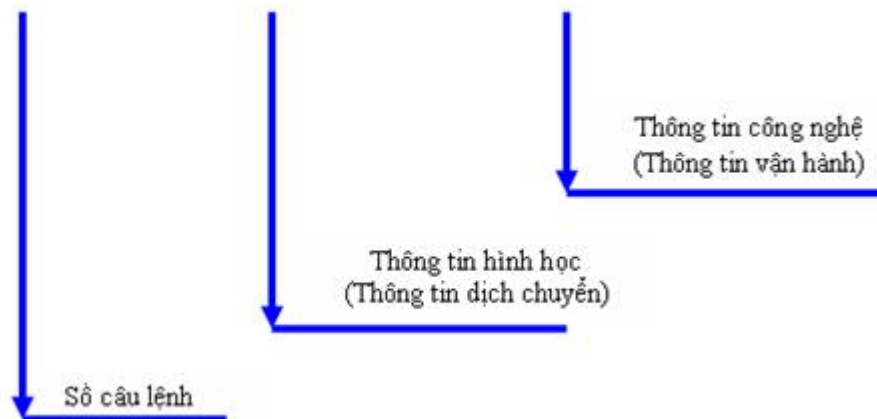 Thông tin công nghệ
(Thông tin vận hành)
Thông tin hình học
(Thông tin dịch chuyển)
Số câu lệnh